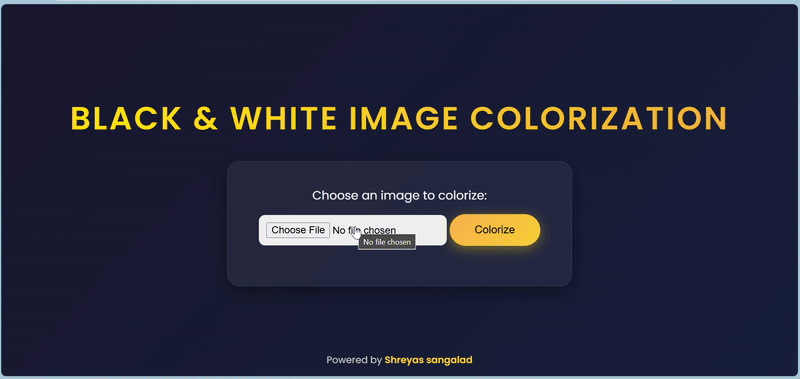 BLACK & WHITE IMAGE COLORIZATION
Choose an image to colorize:
Choose File No file chosen Colorize
No file chosen
Powered by Shreyas sangalad